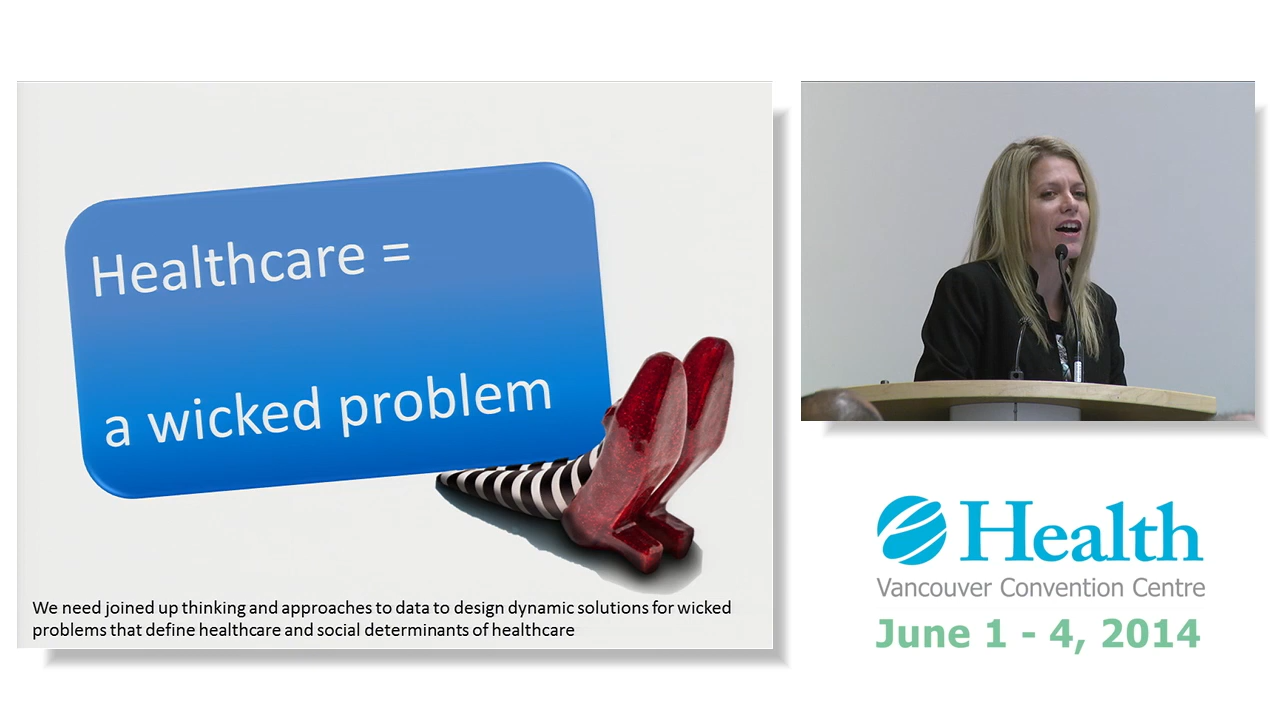 Healthcare =
a wicked problem
We need joined up thinking and approaches to data to design dynamic solutions for wicked
problems that define healthcare and social determinants of healthcare
Health
Vancouver Convention Centre
June 1 - 4, 2014